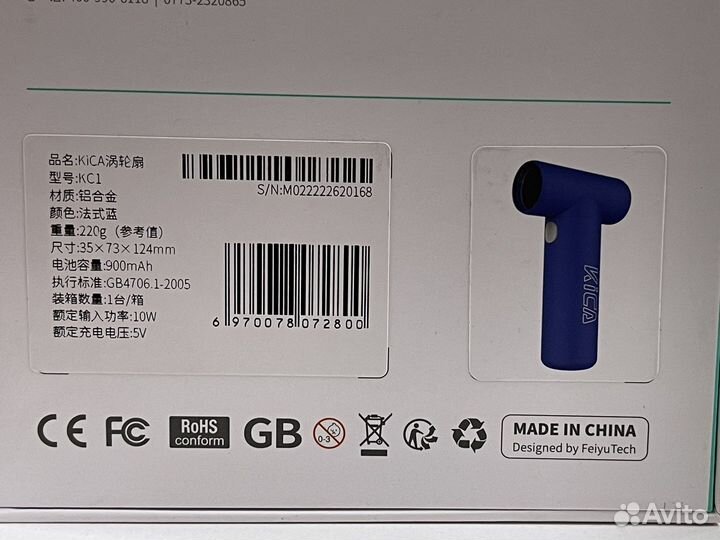 0773-2320865
品名:KiCA涡轮扇
型号:KC1
材质:铝合金
颜色:法式蓝
重量:220g（参考值）
尺寸:35×73×124mm
电池容量:900mAh
执行标准:GB4706.1-2005
装箱数量:1台/箱
额定输入功率:10W
额定充电电压:5V
S/N:M02222262０168
6 970078 072800
KiCA
CE FC RoHS conform GB 0-3
MADE IN CHINA
Designed by FeiyuTech
Avito